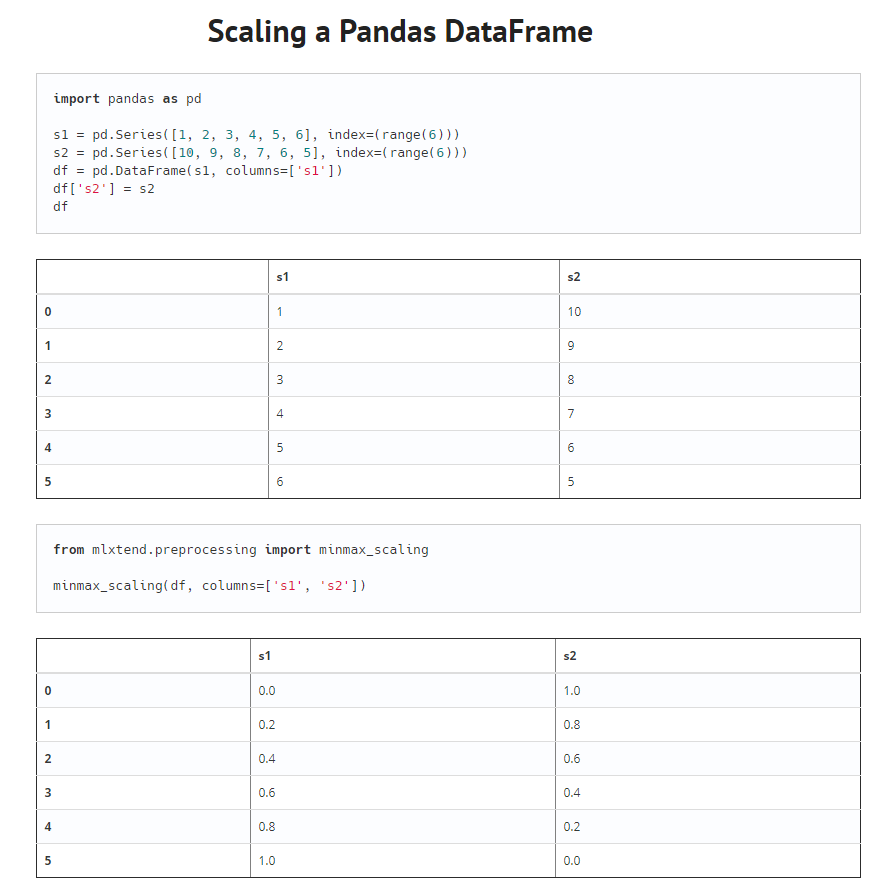 Scaling a Pandas DataFrame
import pandas as pd
s1 = pd.Series([1, 2, 3, 4, 5, 6], index=(range(6)))
s2 = pd.Series([10, 9, 8, 7, 6, 5], index=(range(6)))
df = pd.DataFrame(s1, columns=['s1'])
df['s2'] = s2
df
s1 s2
0 1 10
1 2 9
2 3 8
3 4 7
4 5 6
5 6 5
from mlxtend.preprocessing import minmax_scaling
minmax_scaling(df, columns=['s1', 's2'])
s1 s2
0 0.0 1.0
1 0.2 0.8
2 0.4 0.6
3 0.6 0.4
4 0.8 0.2
5 1.0 0.0